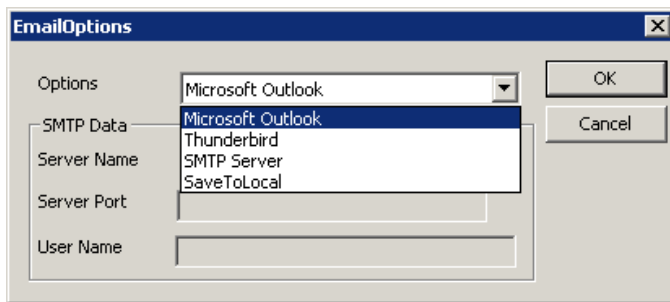 EmailOptions
Options
Microsoft Outlook
OK
Microsoft Outlook
Thunderbird
SMTP Server
SaveToLocal
Cancel
SMTP Data
Server Name
Server Port
User Name